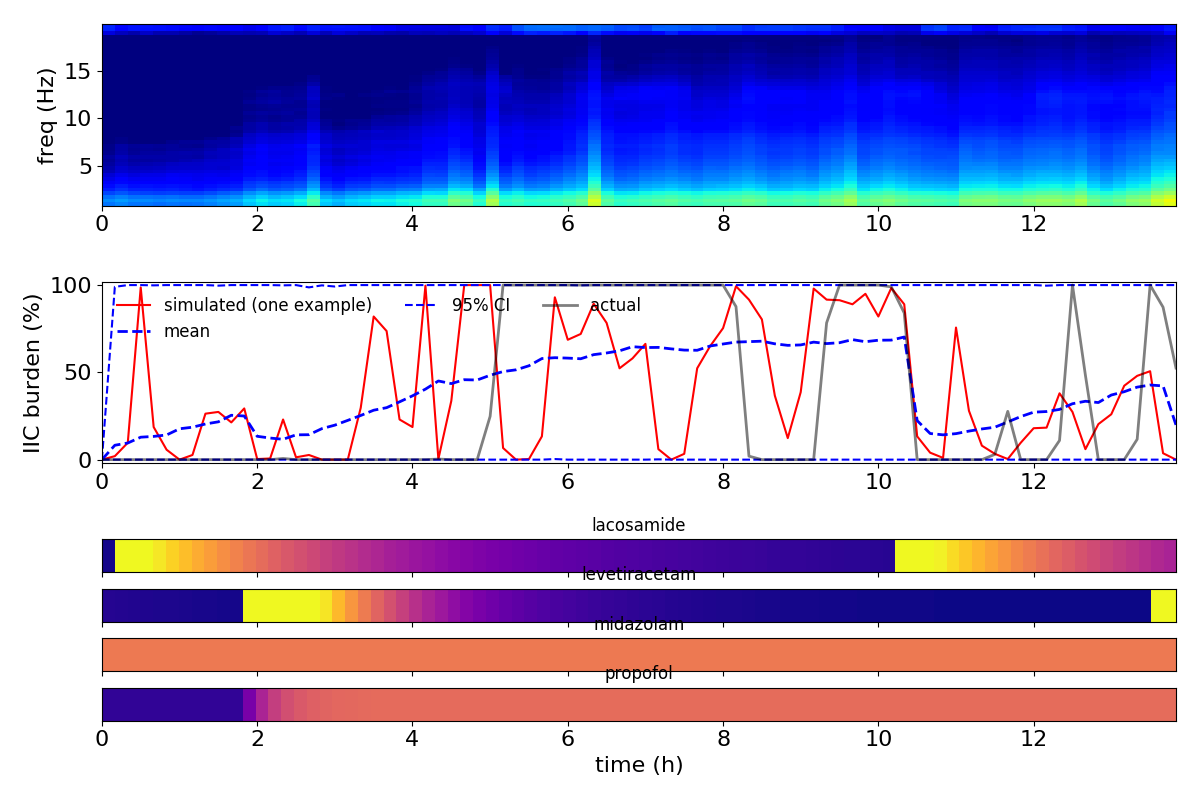 freq (Hz)
15
10
5
0 2 4 6 8 10 12
IIC burden (%)
100
50
0
simulated (one example)
mean
95% CI
actual
0 2 4 6 8 10 12
lacosamide
levetiracetam
midazolam
propofol
0 2 4 6 8 10 12
time (h)